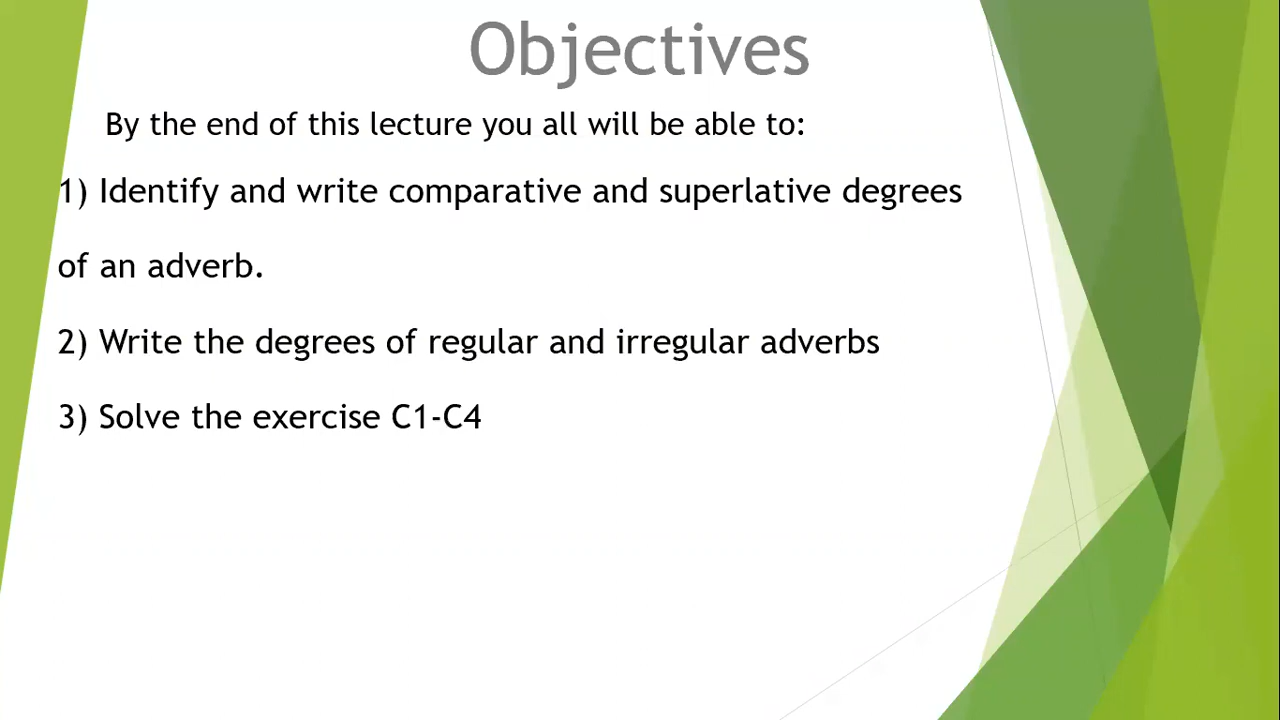 Objectives
By the end of this lecture you all will be able to:
1) Identify and write comparative and superlative degrees
of an adverb.
2) Write the degrees of regular and irregular adverbs
3) Solve the exercise C1-C4